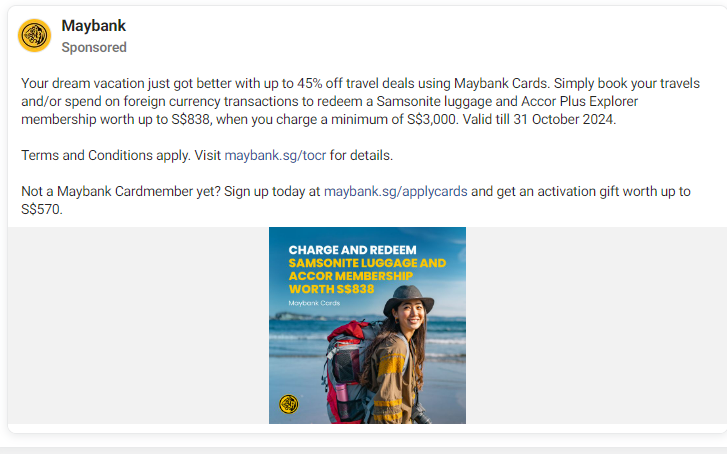 Maybank
Sponsored
Your dream vacation just got better with up to 45% off travel deals using Maybank Cards. Simply book your travels
and/or spend on foreign currency transactions to redeem a Samsonite luggage and Accor Plus Explorer
membership worth up to S$838, when you charge a minimum of S$3,000. Valid till 31 October 2024.
Terms and Conditions apply. Visit maybank.sg/tocr for details.
Not a Maybank Cardmember yet? Sign up today at maybank.sg/applycards and get an activation gift worth up to
S$570.
CHARGE AND REDEEM
SAMSONITE LUGGAGE AND
ACCOR MEMBERSHIP
WORTH S$838
Maybank Cards